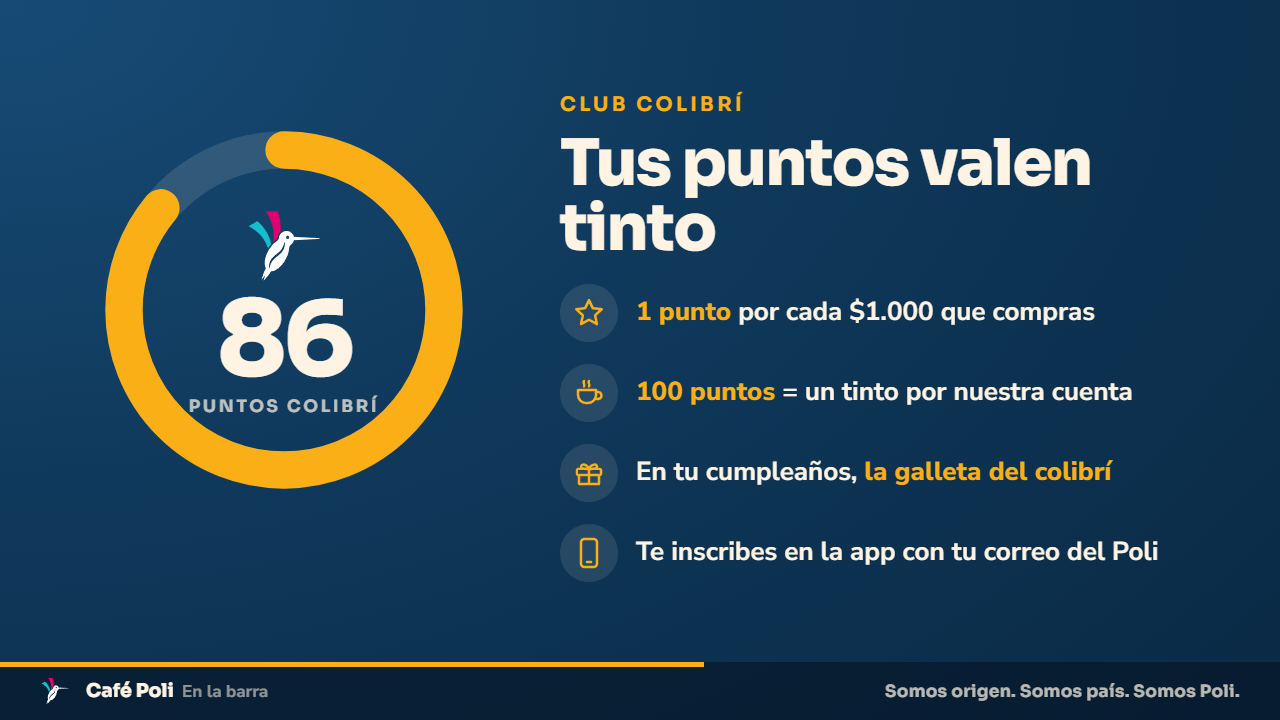 86
PUNTOS COLIBRÍ
CLUB COLIBRÍ
Tus puntos valen
tinto
1 punto por cada $1.000 que compras
100 puntos = un tinto por nuestra cuenta
En tu cumpleaños, la galleta del colibrí
Te inscribes en la app con tu correo del Poli
Café Poli En la barra
Somos origen. Somos país. Somos Poli.